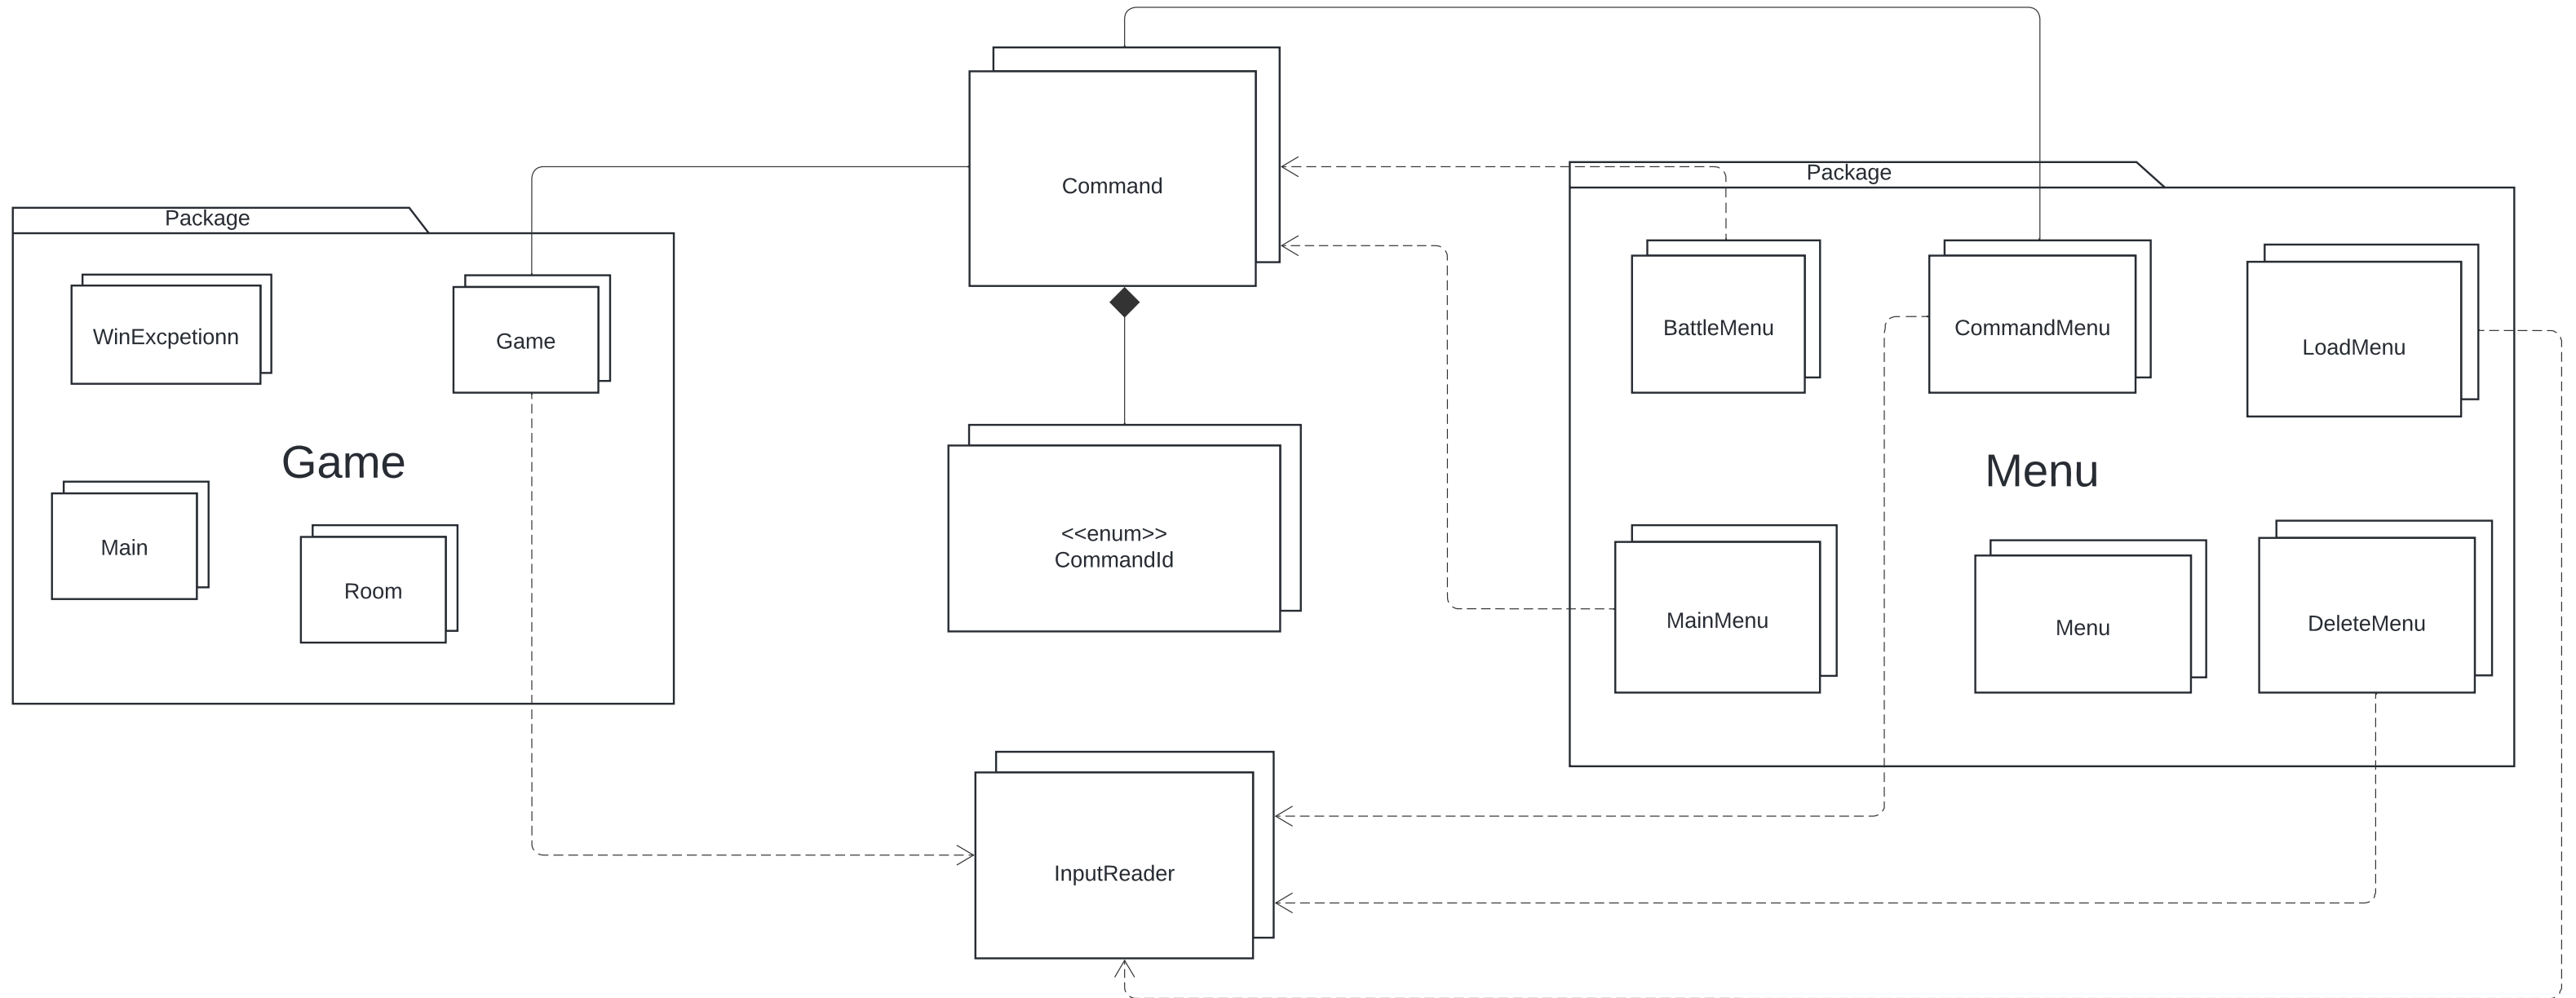 Package
WinExcpetionn
Game
Game
Main
Room
Command
<<enum>>
CommandId
InputReader
Package
BattleMenu
CommandMenu
LoadMenu
Menu
MainMenu
Menu
DeleteMenu